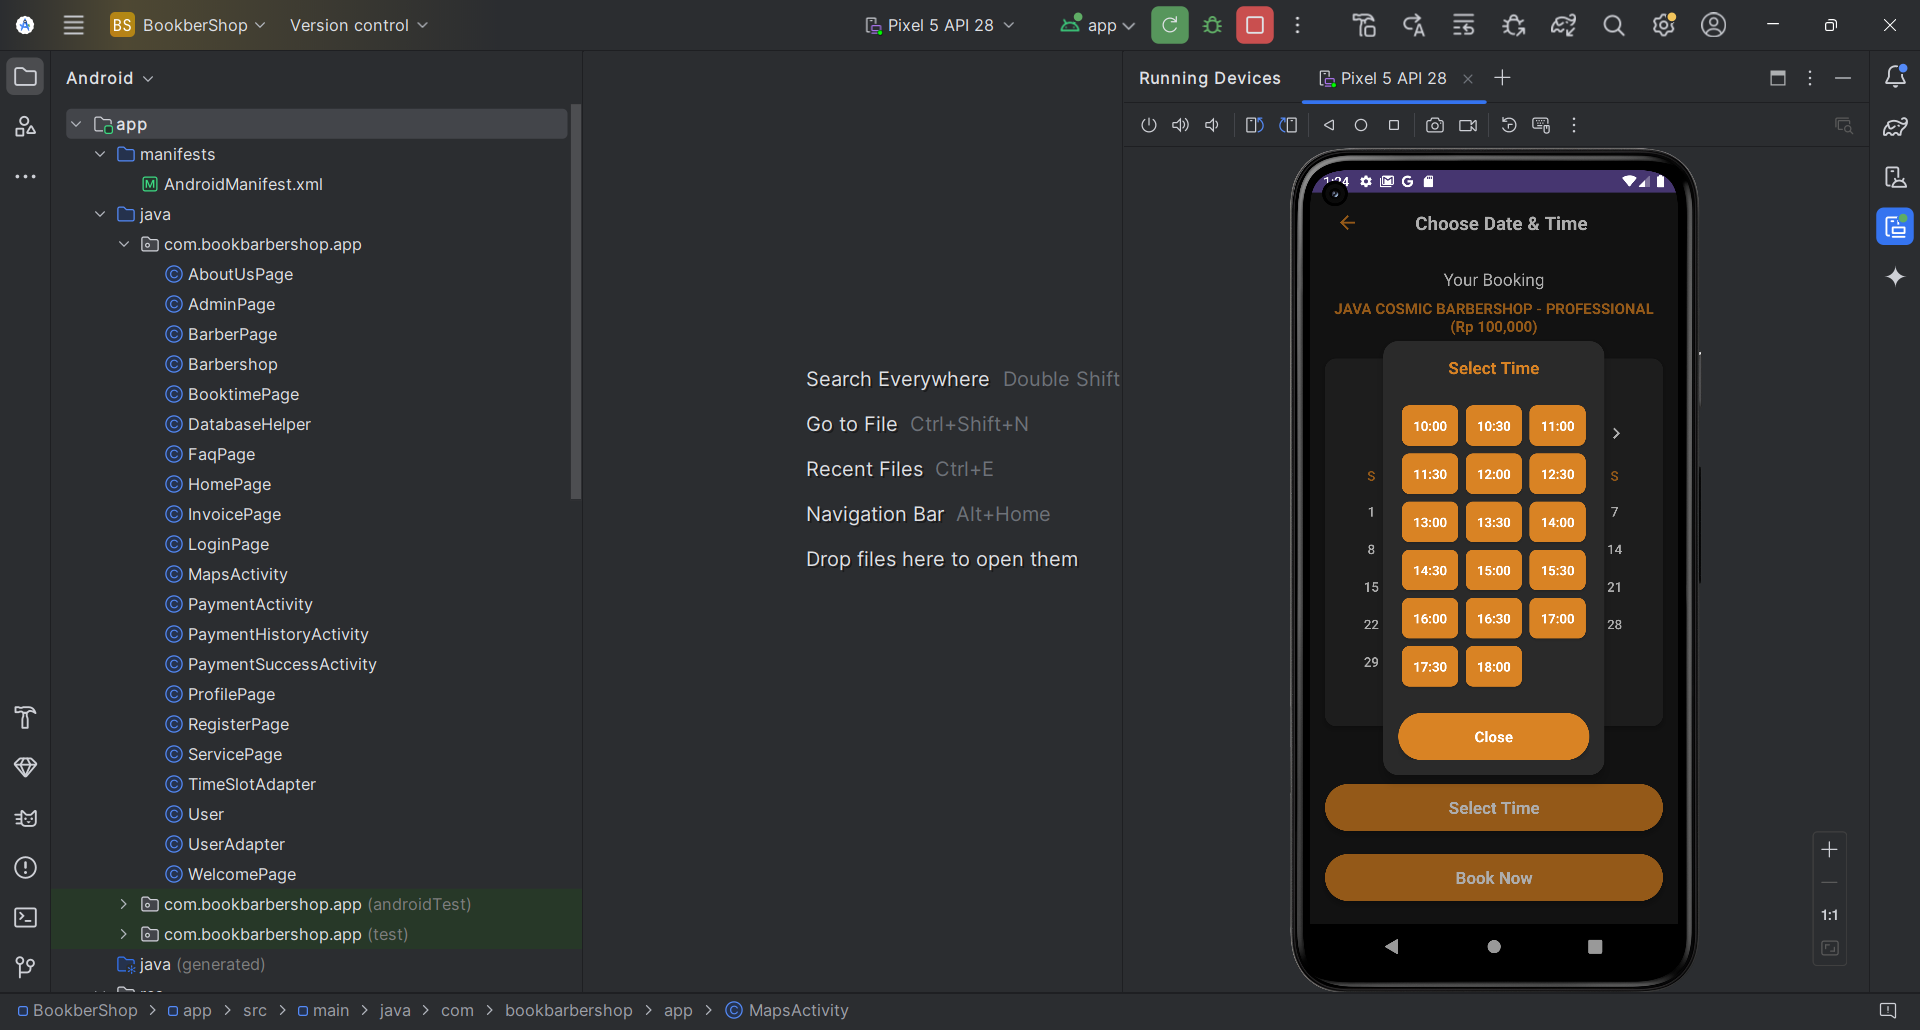 BS BookberShop Version control Pixel 5 API 28 app
Android
app
manifests
M AndroidManifest.xml
java
com.bookbarbershop.app
C AboutUsPage
C AdminPage
C BarberPage
C Barbershop
C BooktimePage
C DatabaseHelper
C FaqPage
C HomePage
C InvoicePage
C LoginPage
C MapsActivity
C PaymentActivity
C PaymentHistoryActivity
C PaymentSuccessActivity
C ProfilePage
C RegisterPage
C ServicePage
C TimeSlotAdapter
C User
C UserAdapter
C WelcomePage
com.bookbarbershop.app (androidTest)
com.bookbarbershop.app (test)
java (generated)
Search Everywhere Double Shift
Go to File Ctrl+Shift+N
Recent Files Ctrl+E
Navigation Bar Alt+Home
Drop files here to open them
Running Devices Pixel 5 API 28
Choose Date & Time
Your Booking
JAVA COSMIC BARBERSHOP - PROFESSIONAL
(Rp 100,000)
Select Time
10:00 10:30 11:00
S 11:30 12:00 12:30 S
1 13:00 13:30 14:00 7
8 14
14:30 15:00 15:30
15 21
16:00 16:30 17:00
22 28
29 17:30 18:00
Close
Select Time
Book Now
1:1
BookberShop > app > src > main > java > com > bookbarbershop > app > C MapsActivity